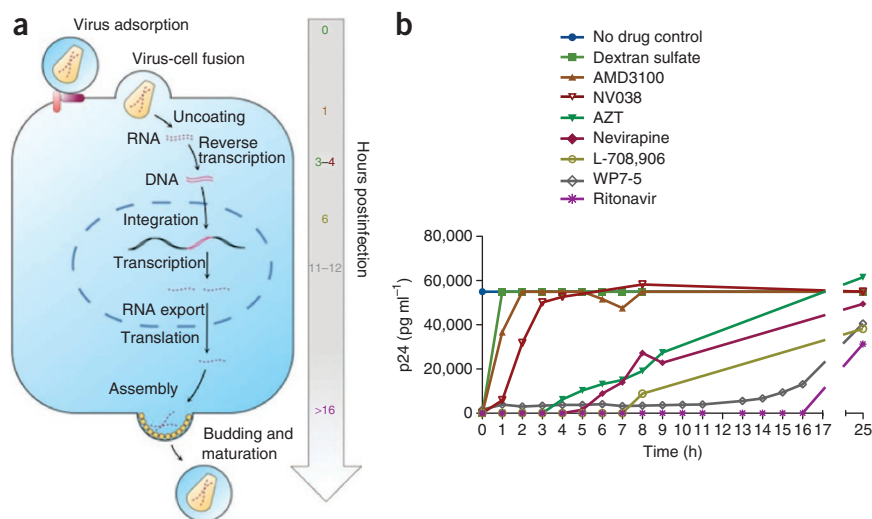 a
Virus adsorption
Virus-cell fusion
Uncoating
RNA
Reverse
transcription
DNA
Integration
Transcription
RNA export
Translation
Assembly
Budding and
maturation
0
1
3–4
6
11–12
>16
Hours postinfection
b
No drug control
Dextran sulfate
AMD3100
NV038
AZT
Nevirapine
L-708,906
WP7-5
Ritonavir
p24 (pg ml⁻¹)
80,000
60,000
40,000
20,000
0
0 1 2 3 4 5 6 7 8 9 10 11 12 13 14 15 16 17 25
Time (h)